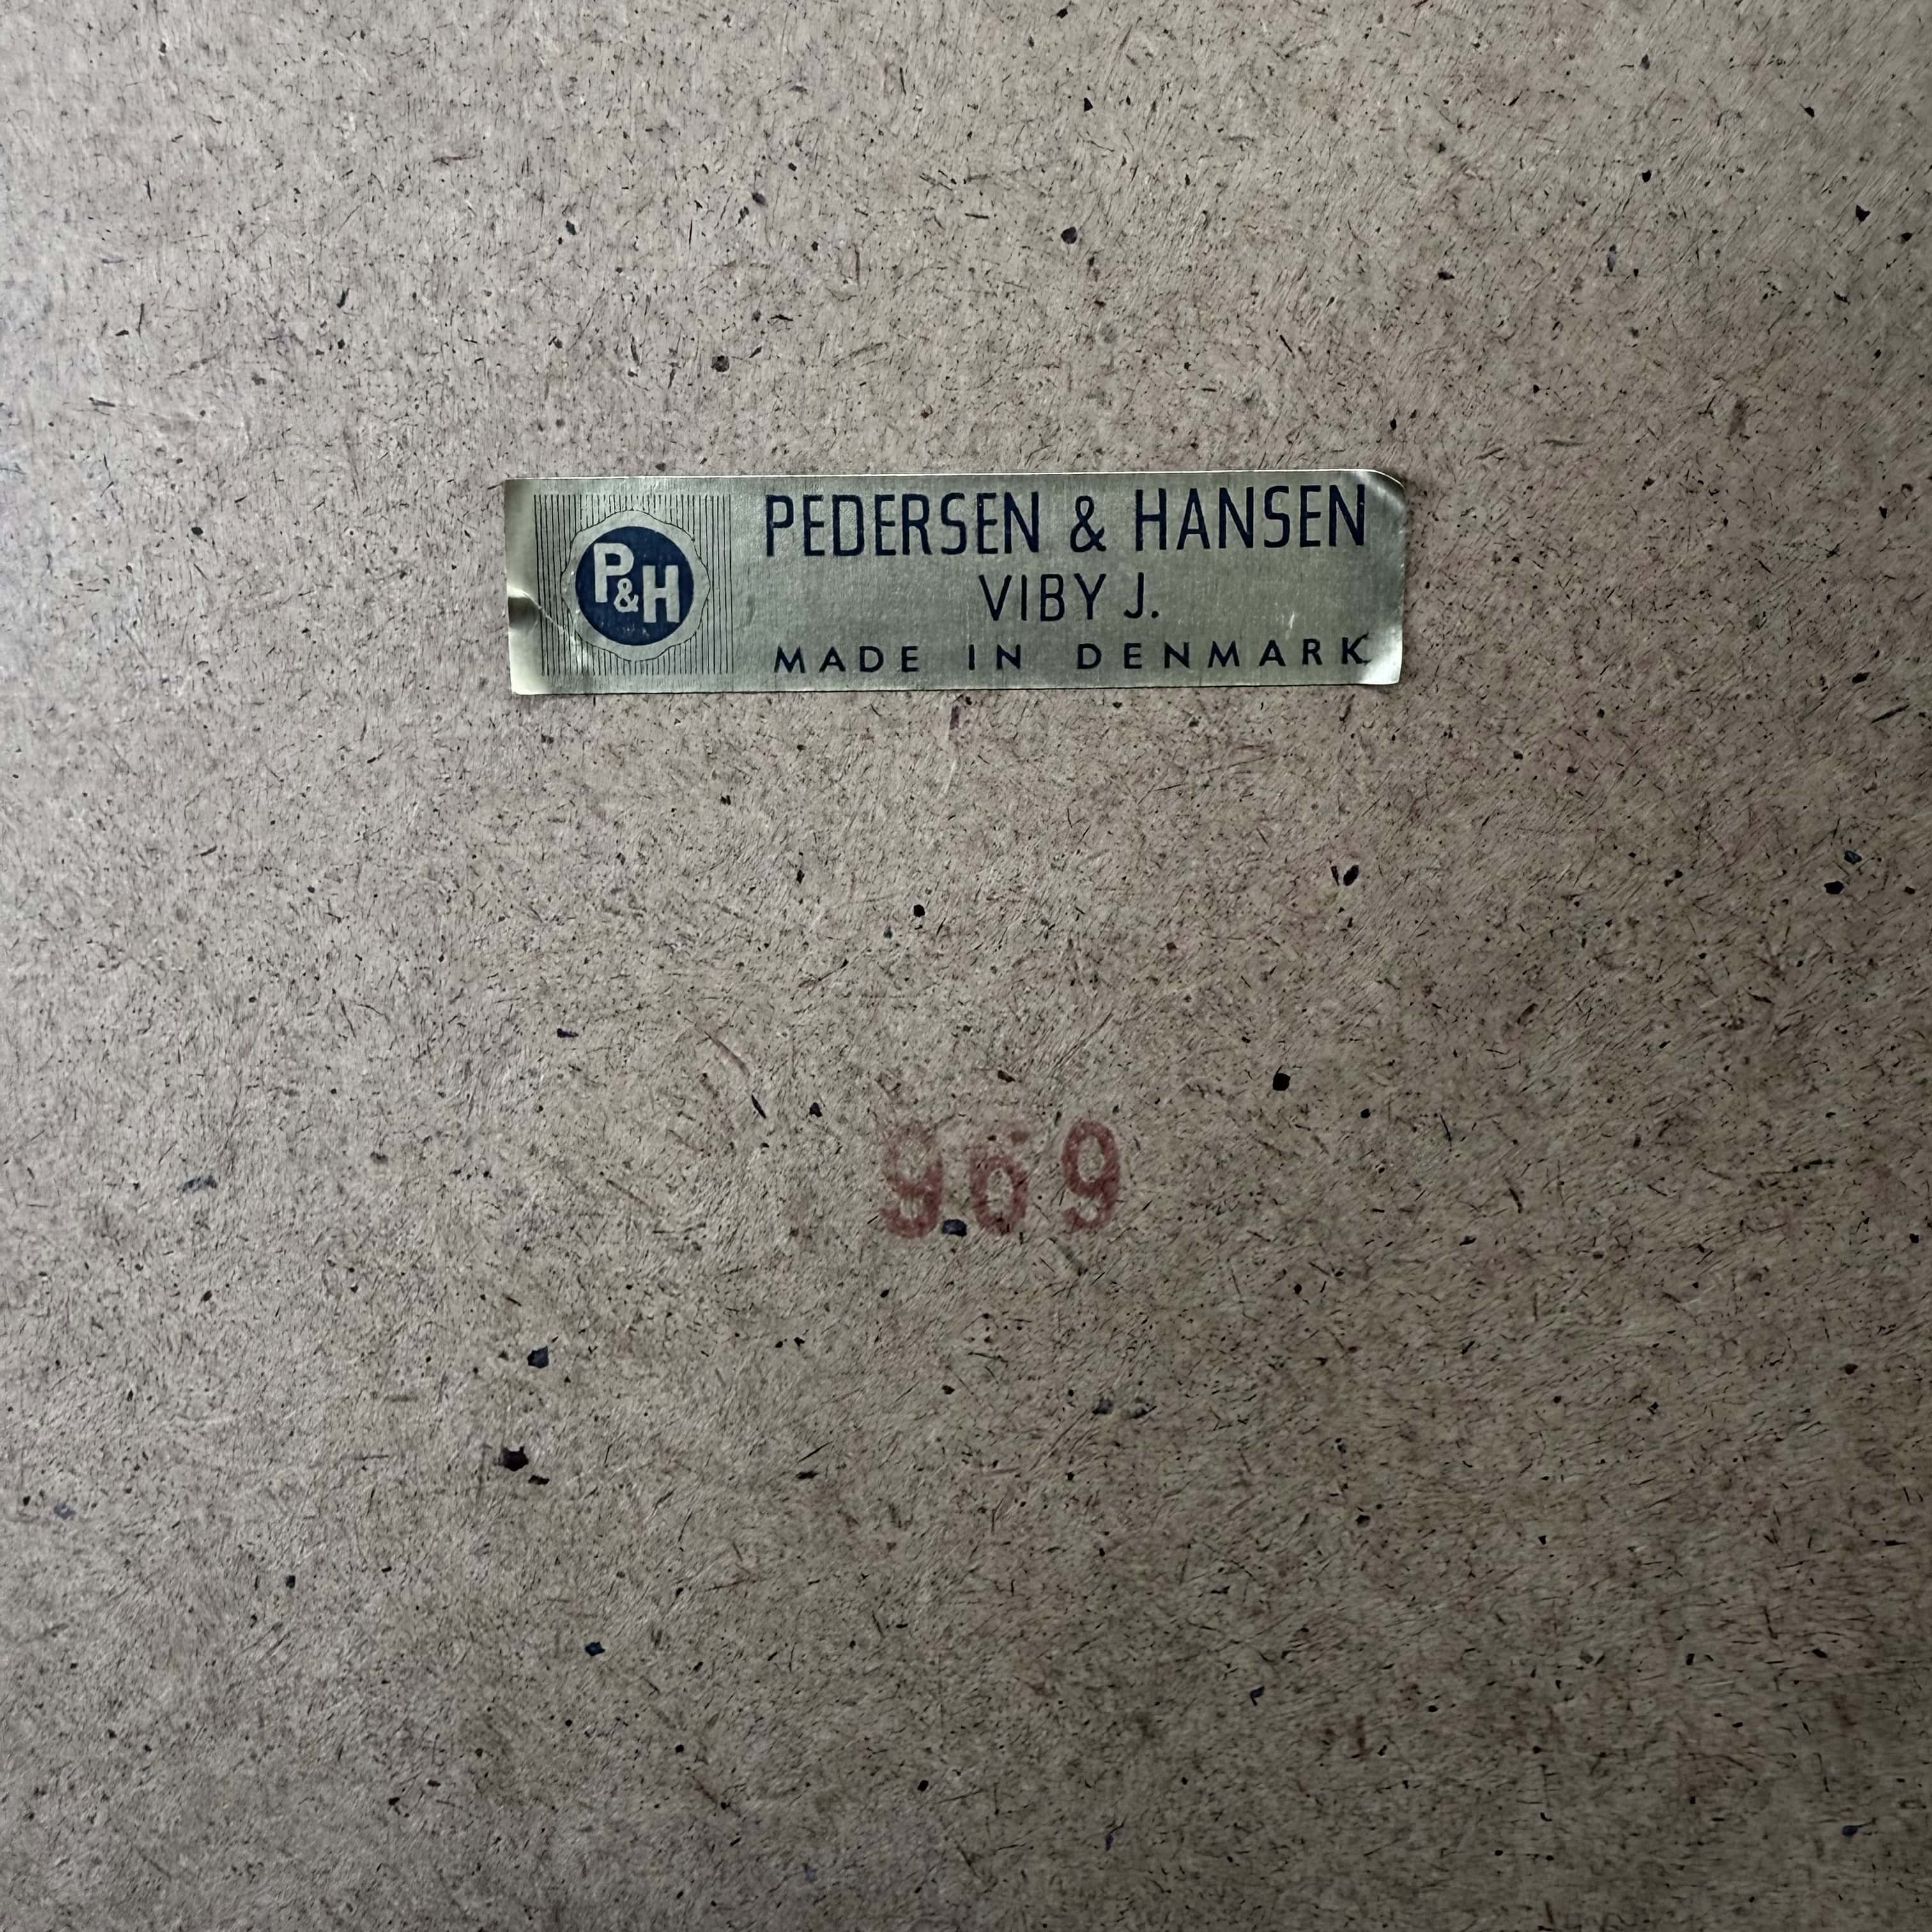 P&H
PEDERSEN & HANSEN
VIBY J.
MADE IN DENMARK
969